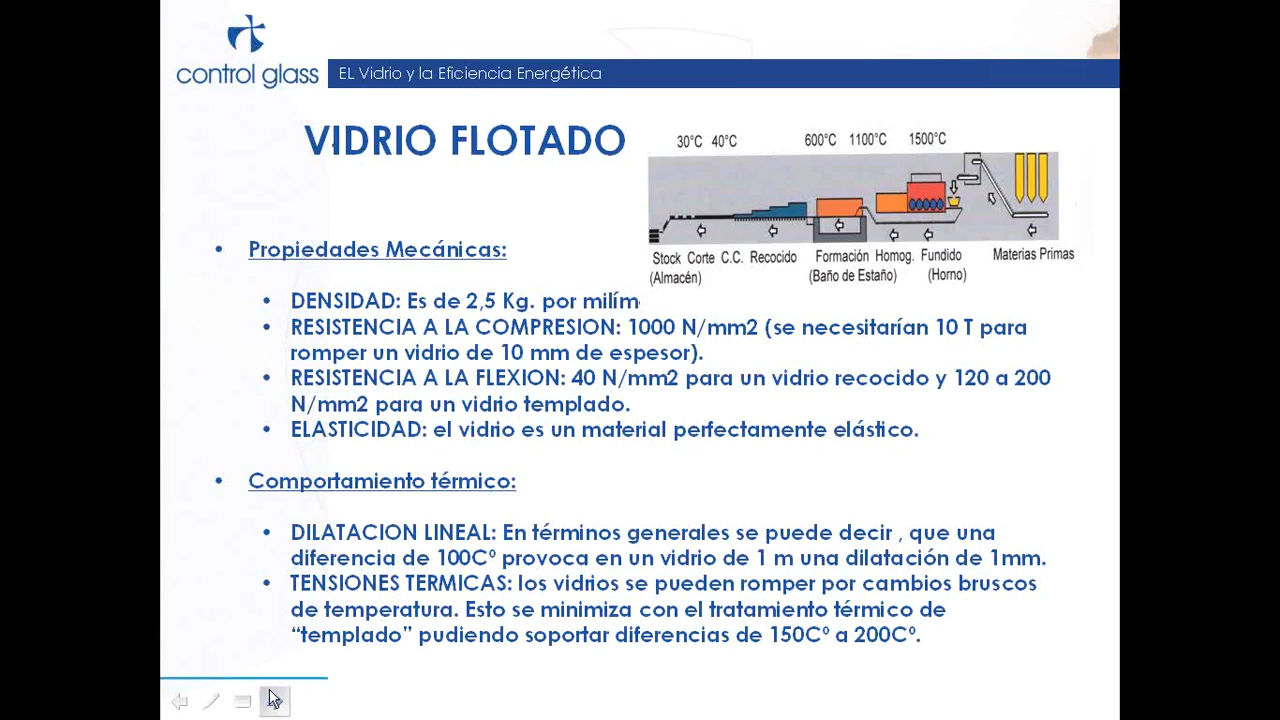 control glass
EL Vidrio y la Eficiencia Energética
VIDRIO FLOTADO
30°C 40°C 600°C 1100°C 1500°C
Stock Corte C.C. Recocido Formación Homog. Fundido Materias Primas
(Almacén) (Baño de Estaño) (Horno)
• Propiedades Mecánicas:
• DENSIDAD: Es de 2,5 Kg. por
• RESISTENCIA A LA COMPRESION: 1000 N/mm2 (se necesitarían 10 T para
romper un vidrio de 10 mm de espesor).
• RESISTENCIA A LA FLEXION: 40 N/mm2 para un vidrio recocido y 120 a 200
N/mm2 para un vidrio templado.
• ELASTICIDAD: el vidrio es un material perfectamente elástico.
• Comportamiento térmico:
• DILATACION LINEAL: En términos generales se puede decir , que una
diferencia de 100Cº provoca en un vidrio de 1 m una dilatación de 1mm.
• TENSIONES TERMICAS: los vidrios se pueden romper por cambios bruscos
de temperatura. Esto se minimiza con el tratamiento térmico de
“templado” pudiendo soportar diferencias de 150Cº a 200Cº.